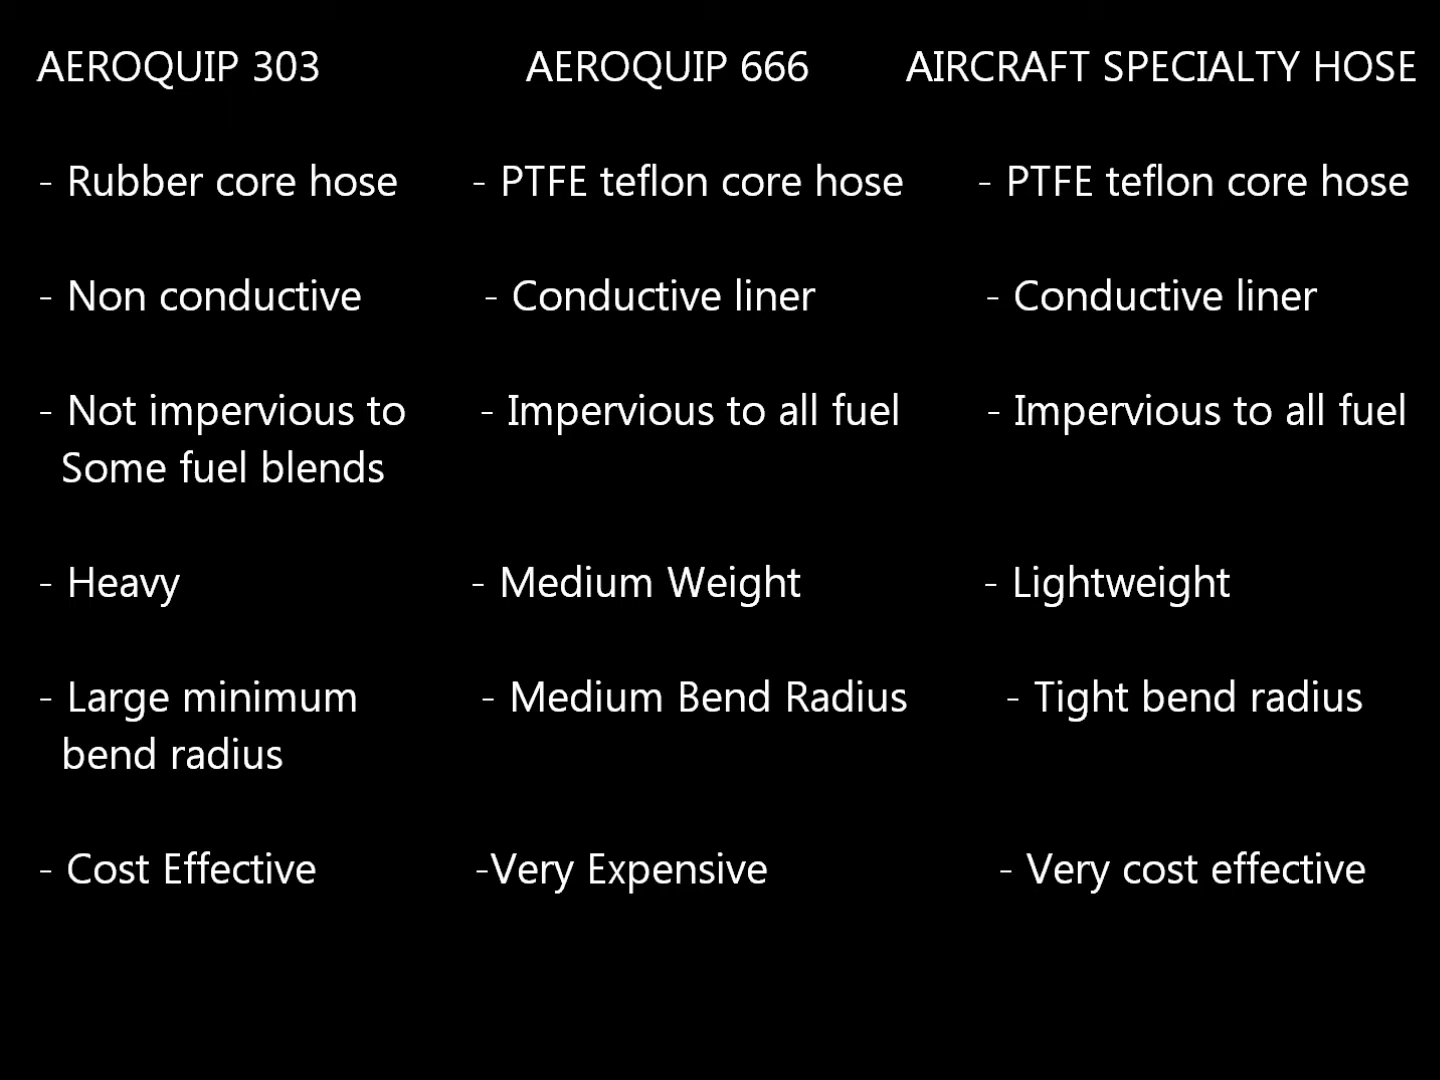 AEROQUIP 303 AEROQUIP 666 AIRCRAFT SPECIALTY HOSE
- Rubber core hose - PTFE teflon core hose - PTFE teflon core hose
- Non conductive - Conductive liner - Conductive liner
- Not impervious to - Impervious to all fuel - Impervious to all fuel
Some fuel blends
- Heavy - Medium Weight - Lightweight
- Large minimum - Medium Bend Radius - Tight bend radius
bend radius
- Cost Effective -Very Expensive - Very cost effective